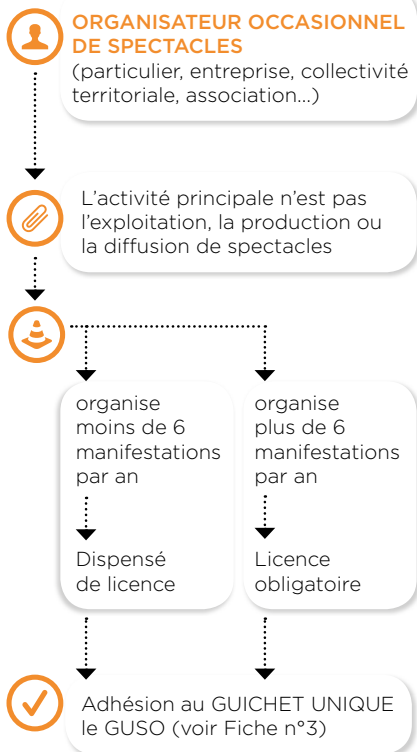 ORGANISATEUR OCCASIONNEL
DE SPECTACLES
(particulier, entreprise, collectivité
territoriale, association...)
L’activité principale n’est pas
l’exploitation, la production ou
la diffusion de spectacles
organise
moins de 6
manifestations
par an
Dispensé
de licence
organise
plus de 6
manifestations
par an
Licence
obligatoire
Adhésion au GUICHET UNIQUE
le GUSO (voir Fiche n°3)